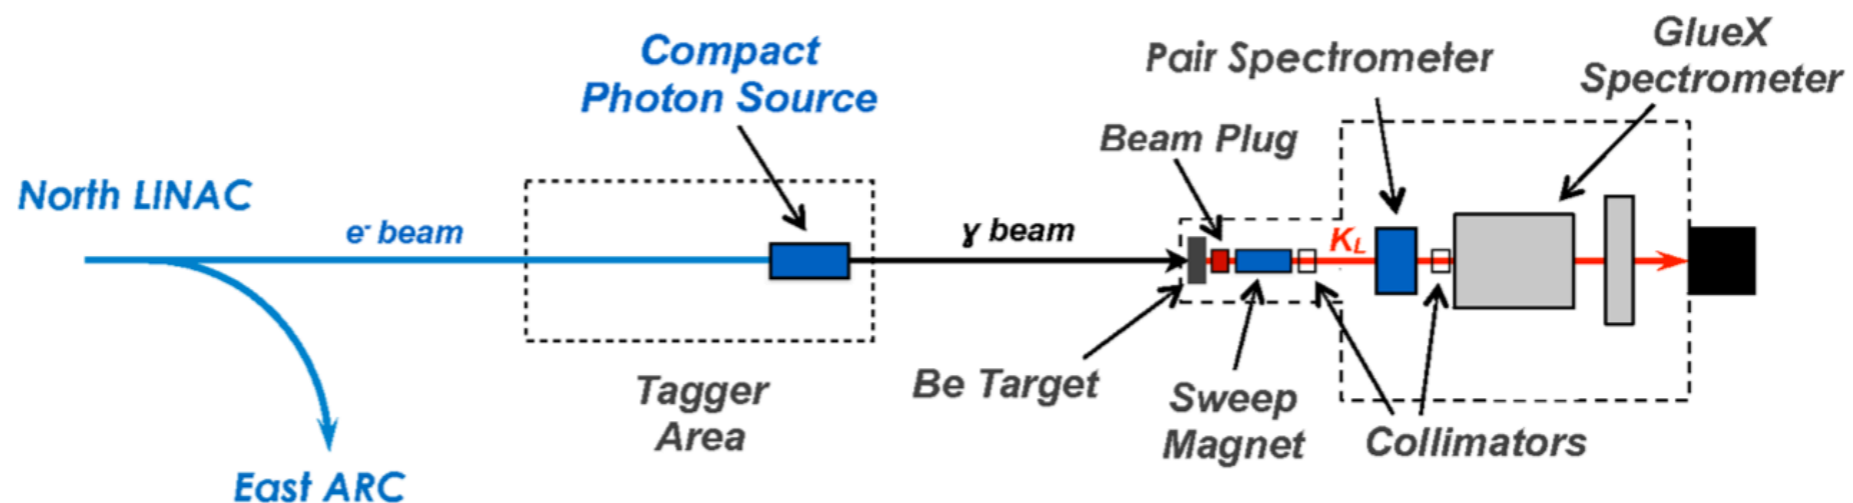 Compact
Photon Source
Pair Spectrometer
GlueX
Spectrometer
Beam Plug
North LINAC
e- beam
γ beam
KL
Be Target
Tagger
Area
Sweep
Magnet
Collimators
East ARC